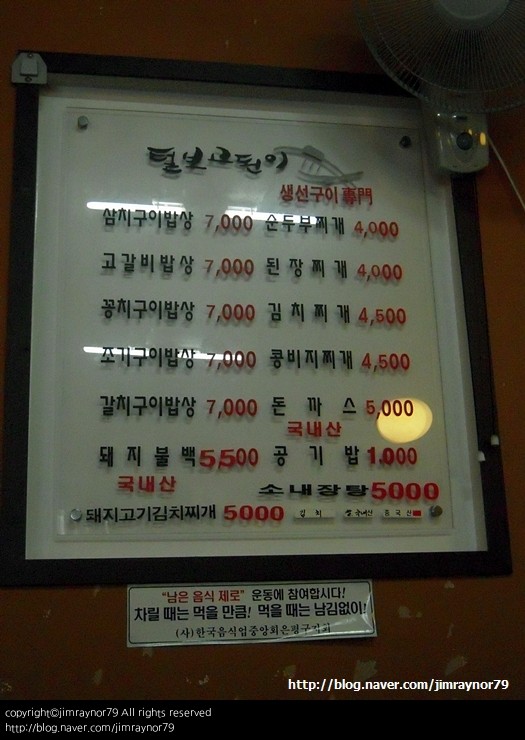 털보고된이
생선구이 專門
삼치구이밥상 7,000 순두부찌개 4,000
고갈비밥상 7,000 된장찌개 4,000
꽁치구이밥상 7,000 김치찌개 4,500
조기구이밥상 7,000 콩비지찌개 4,500
갈치구이밥상 7,000 돈까스 5,000
국내산
돼지불백 5500 공기밥 1.000
국내산
소내장탕 5000
돼지고기김치찌개 5000 김치 중국산
"남은 음식 제로" 운동에 참여합시다!
차릴 때는 먹을 만큼! 먹을 때는 남김없이!
(사)한국음식업중앙회은평구지회
http://blog.naver.com/jimraynor79
copyright©jimraynor79 All rights reserved
http://blog.naver.com/jimraynor79